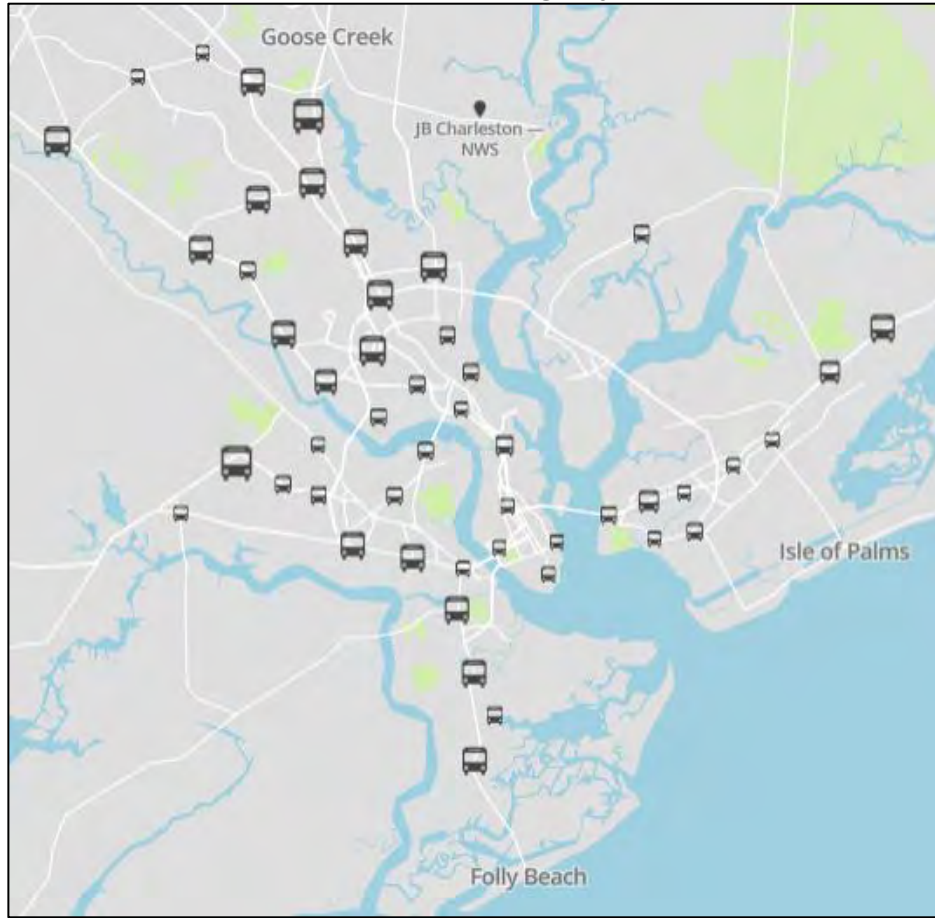 Goose Creek
JB Charleston —
NWS
Isle of Palms
Folly Beach